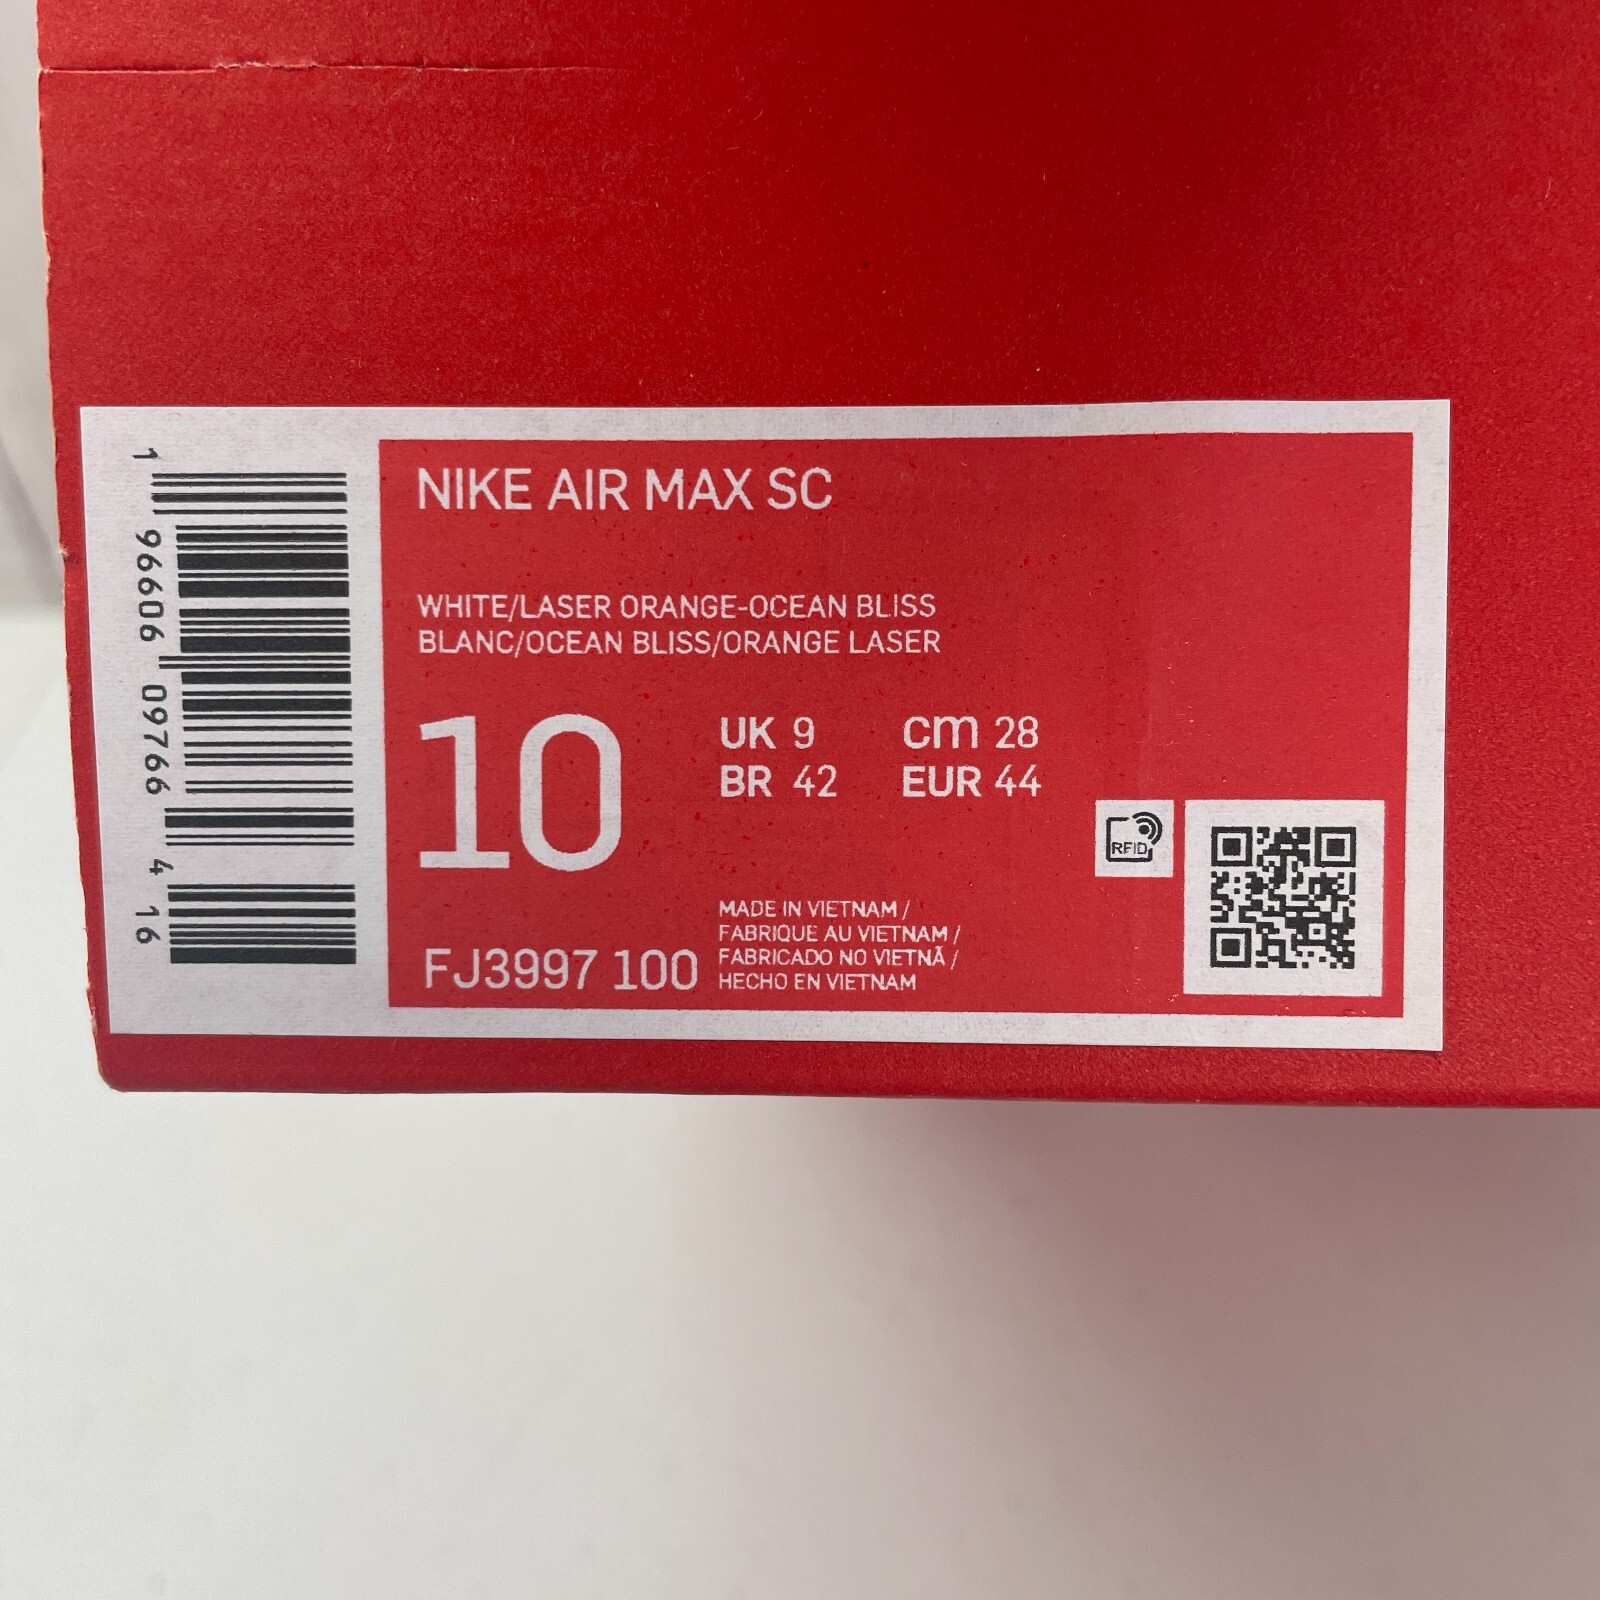 NIKE AIR MAX SC
WHITE/LASER ORANGE-OCEAN BLISS
BLANC/OCEAN BLISS/ORANGE LASER
10
UK 9
CM 28
BR 42
EUR 44
RFID
FJ3997 100
MADE IN VIETNAM /
FABRIQUE AU VIETNAM /
FABRICADO NO VIETNÃ /
HECHO EN VIETNAM
1 96606 09766 4 16